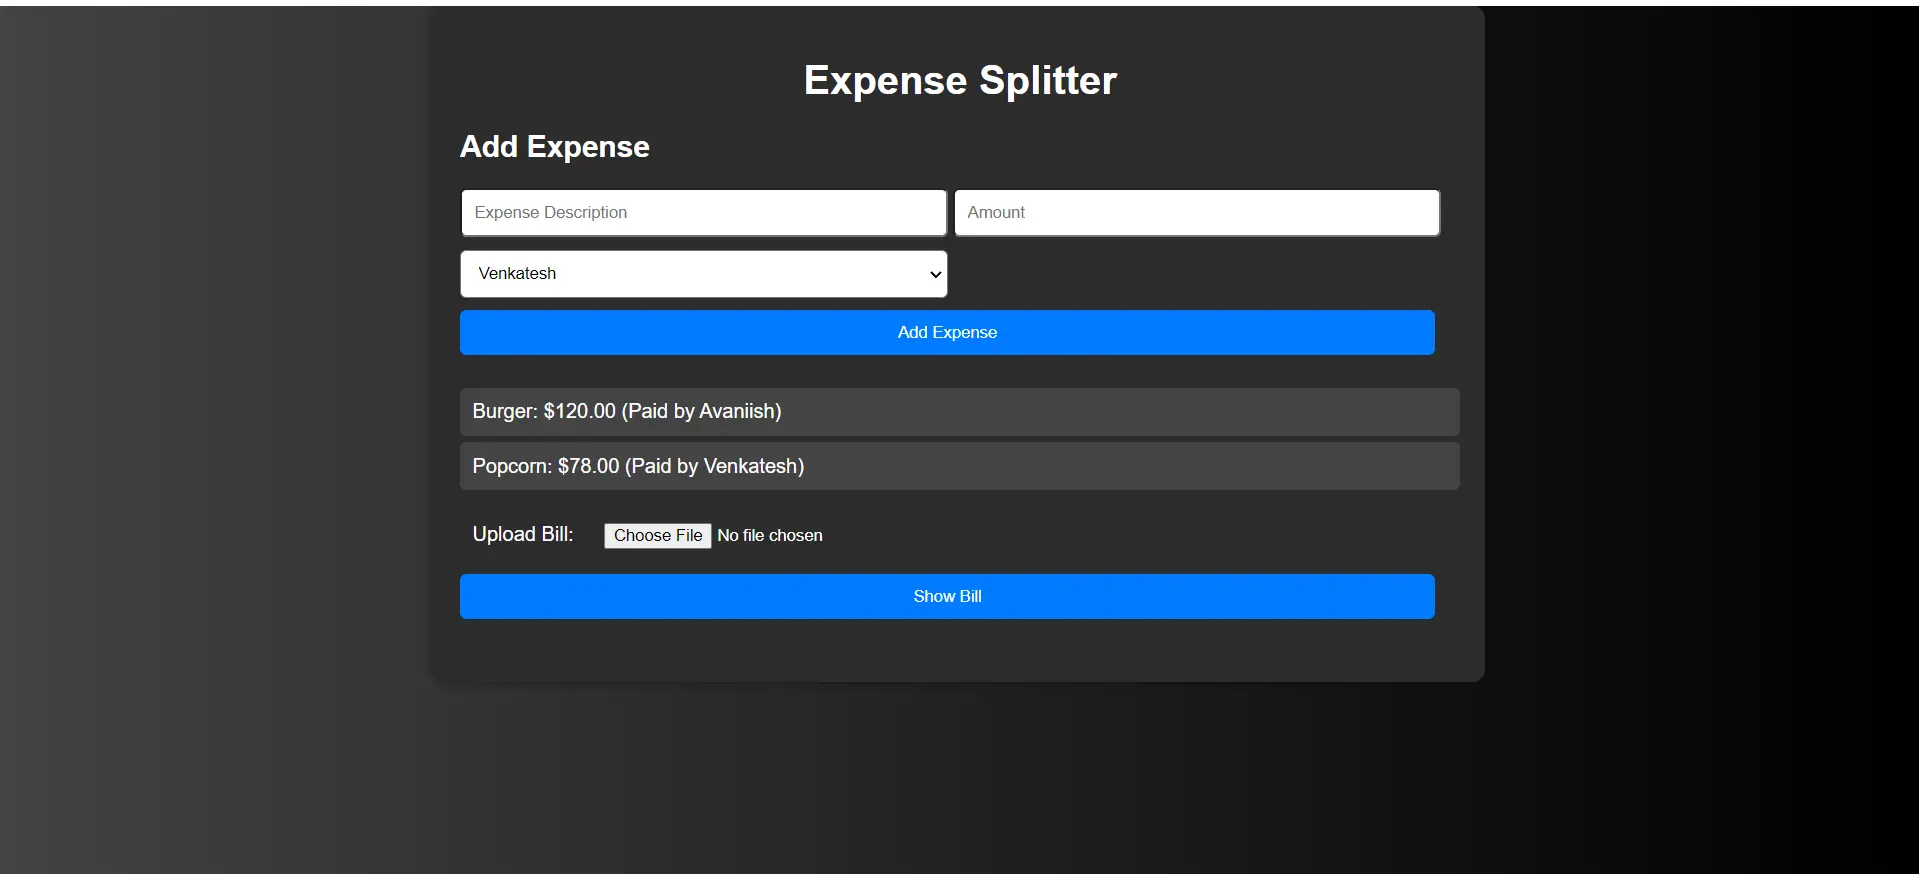 Expense Splitter
Add Expense
Expense Description Amount
Venkatesh
Add Expense
Burger: $120.00 (Paid by Avaniish)
Popcorn: $78.00 (Paid by Venkatesh)
Upload Bill: Choose File No file chosen
Show Bill